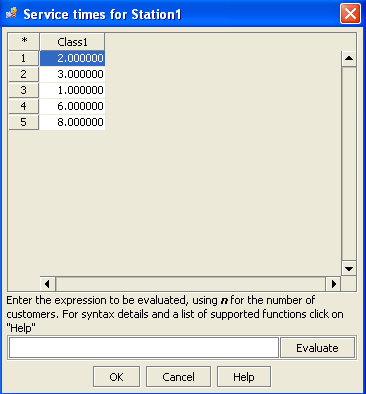 Service times for Station1
* Class1
1 2.000000
2 3.000000
3 1.000000
4 6.000000
5 8.000000
Enter the expression to be evaluated, using n for the number of
customers. For syntax details and a list of supported functions click on
"Help"
Evaluate
OK Cancel Help